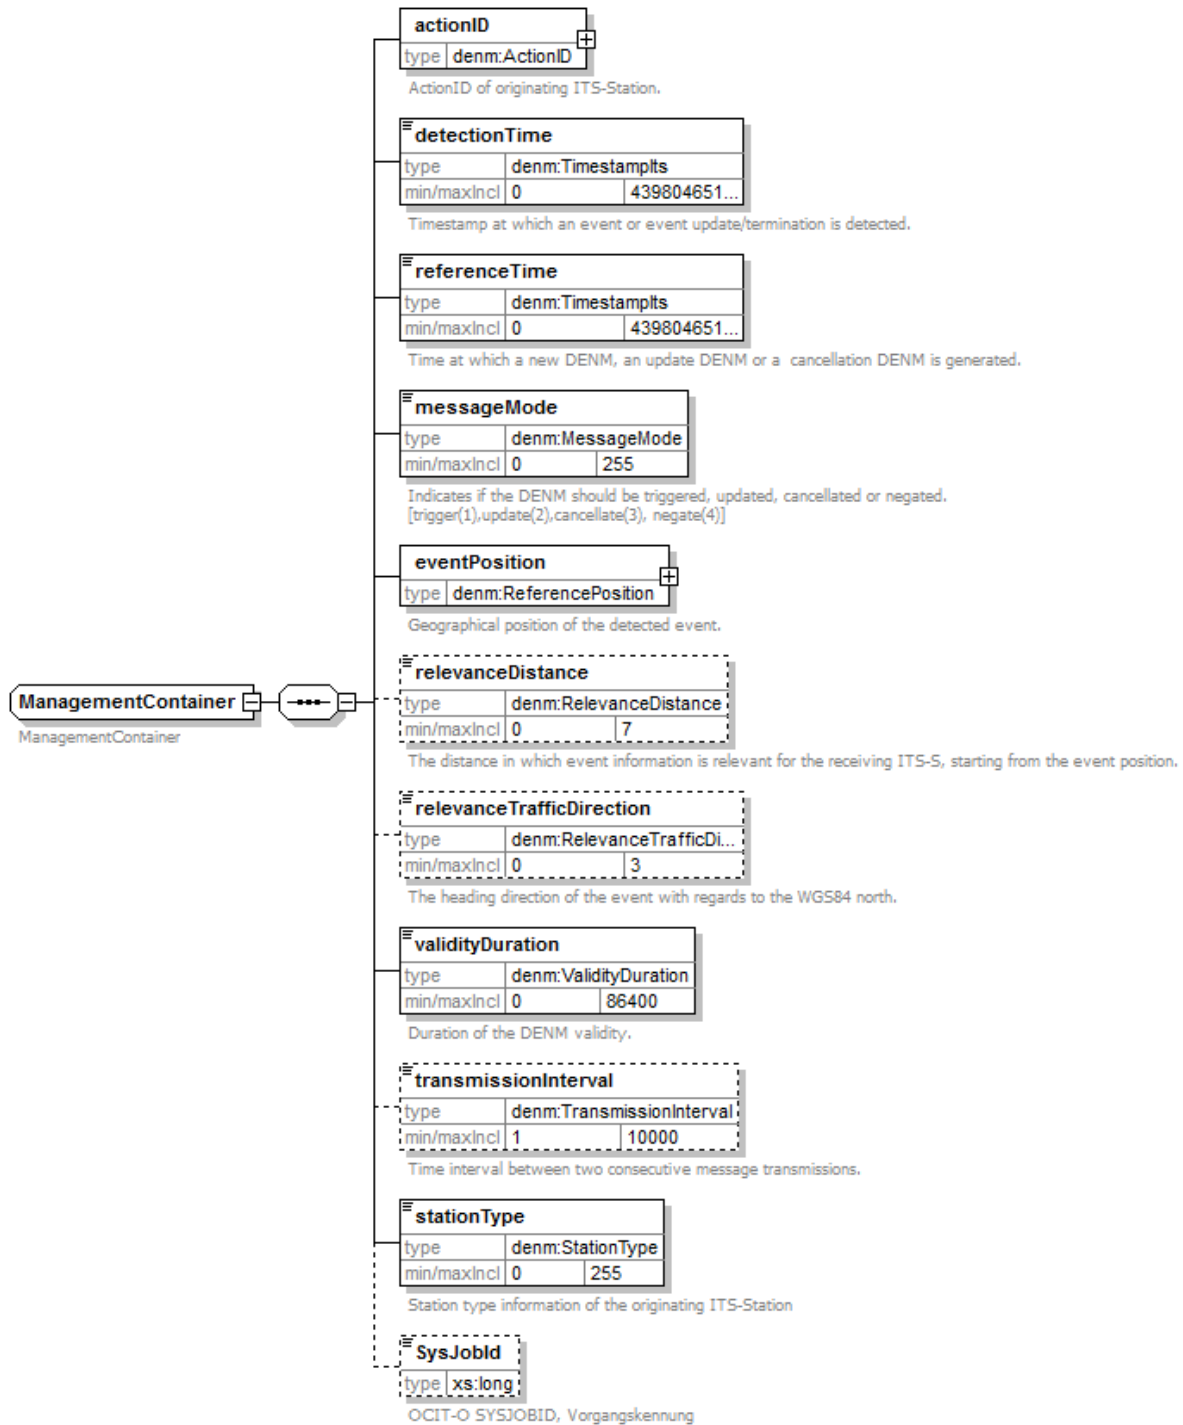 actionID
type denm:ActionID
ActionID of originating ITS-Station.
detectionTime
type denm:TimestampIts
min/maxIncl 0 439804651...
Timestamp at which an event or event update/termination is detected.
referenceTime
type denm:TimestampIts
min/maxIncl 0 439804651...
Time at which a new DENM, an update DENM or a cancellation DENM is generated.
messageMode
type denm:MessageMode
min/maxIncl 0 255
Indicates if the DENM should be triggered, updated, cancellated or negated.
[trigger(1),update(2),cancellate(3), negate(4)]
eventPosition
type denm:ReferencePosition
Geographical position of the detected event.
ManagementContainer
ManagementContainer
relevanceDistance
type denm:RelevanceDistance
min/maxIncl 0 7
The distance in which event information is relevant for the receiving ITS-S, starting from the event position.
relevanceTrafficDirection
type denm:RelevanceTrafficDi...
min/maxIncl 0 3
The heading direction of the event with regards to the WGS84 north.
validityDuration
type denm:ValidityDuration
min/maxIncl 0 86400
Duration of the DENM validity.
transmissionInterval
type denm:TransmissionInterval
min/maxIncl 1 10000
Time interval between two consecutive message transmissions.
stationType
type denm:StationType
min/maxIncl 0 255
Station type information of the originating ITS-Station
SysJobId
type xs:long
OCIT-O SYSJOBID, Vorgangskennung